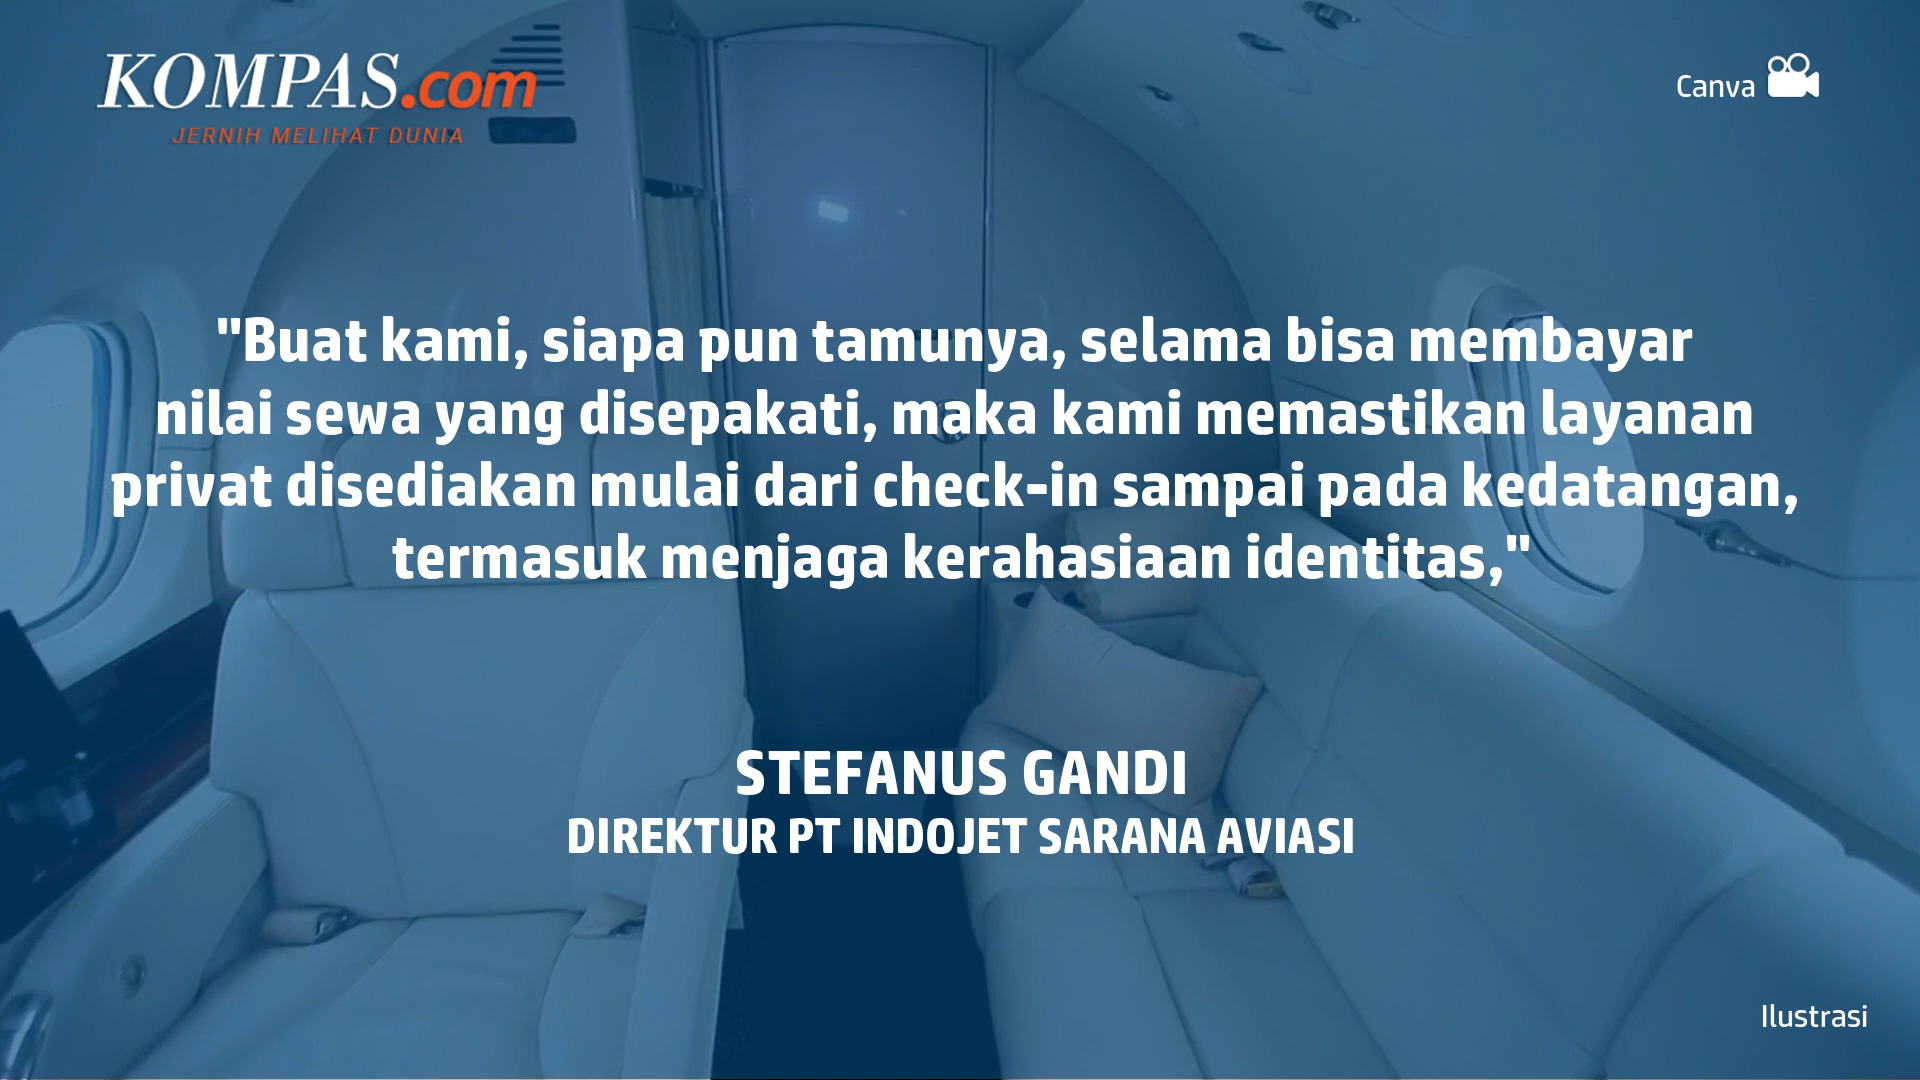 KOMPAS.com
JERNIH MELIHAT DUNIA
Canva
"Buat kami, siapa pun tamunya, selama bisa membayar
nilai sewa yang disepakati, maka kami memastikan layanan
privat disediakan mulai dari check-in sampai pada kedatangan,
termasuk menjaga kerahasiaan identitas,"
STEFANUS GANDI
DIREKTUR PT INDOJET SARANA AVIASI
Ilustrasi